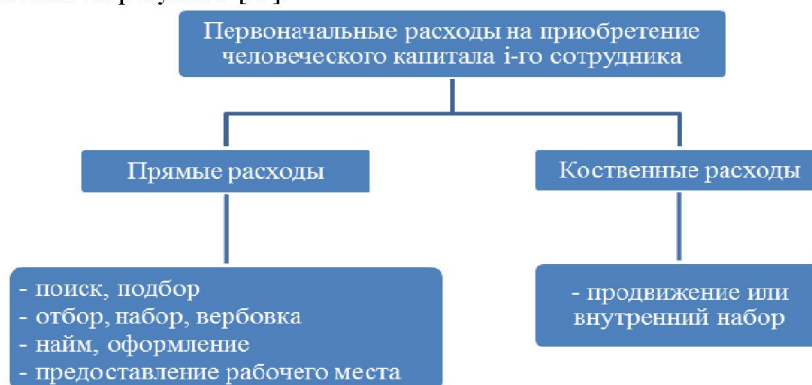 Первоначальные расходы на приобретение
человеческого капитала i-го сотрудника
Прямые расходы
Коственные расходы
- поиск, подбор
- отбор, набор, вербовка
- найм, оформление
- предоставление рабочего места
- продвижение или
внутренний набор